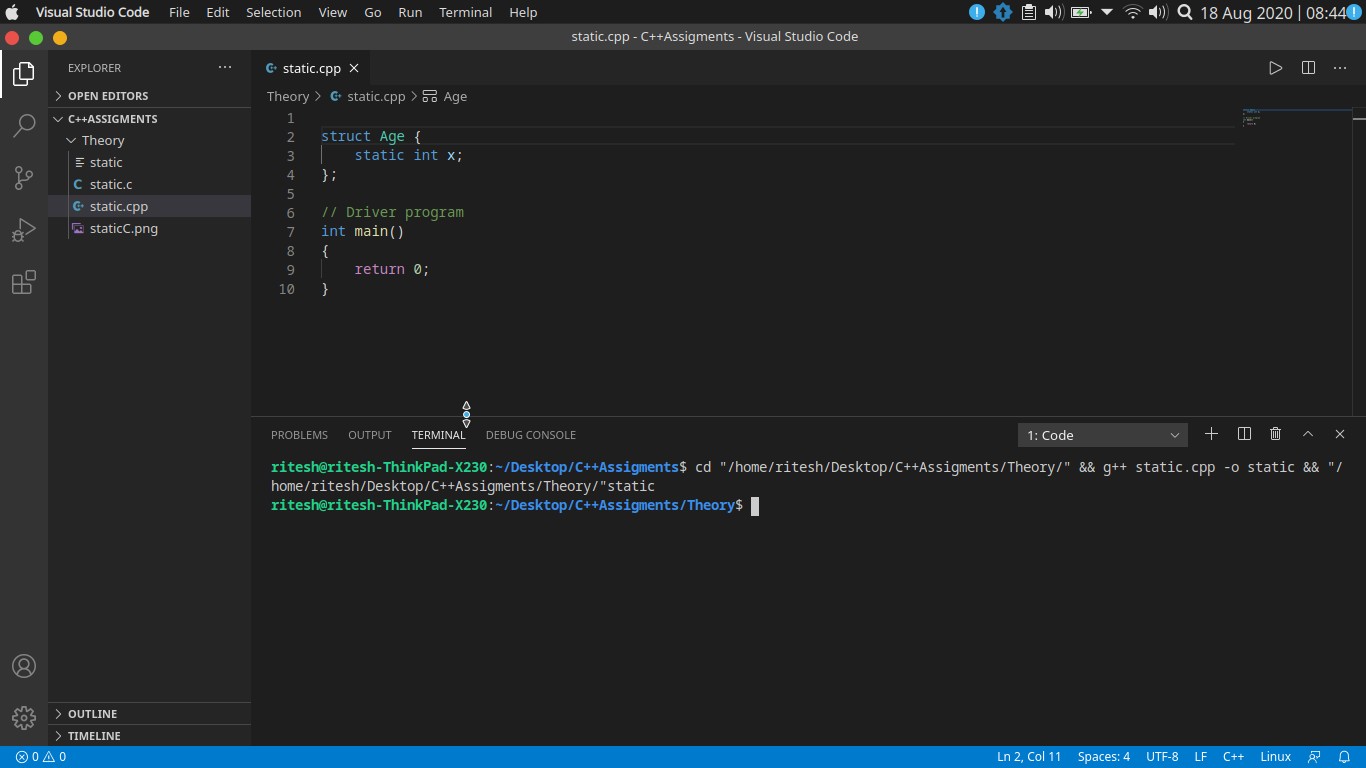 Visual Studio Code File Edit Selection View Go Run Terminal Help 18 Aug 2020 | 08:44
static.cpp - C++Assigments - Visual Studio Code
EXPLORER
OPEN EDITORS
C++ASSIGMENTS
Theory
static
static.c
static.cpp
staticC.png
OUTLINE
TIMELINE
static.cpp
Theory > static.cpp > Age
1
2 struct Age {
3     static int x;
4 };
5
6 // Driver program
7 int main()
8 {
9     return 0;
10 }
PROBLEMS OUTPUT TERMINAL DEBUG CONSOLE 1: Code
ritesh@ritesh-ThinkPad-X230:~/Desktop/C++Assigments$ cd "/home/ritesh/Desktop/C++Assigments/Theory/" && g++ static.cpp -o static && "/
home/ritesh/Desktop/C++Assigments/Theory/"static
ritesh@ritesh-ThinkPad-X230:~/Desktop/C++Assigments/Theory$
0 0 Ln 2, Col 11 Spaces: 4 UTF-8 LF C++ Linux